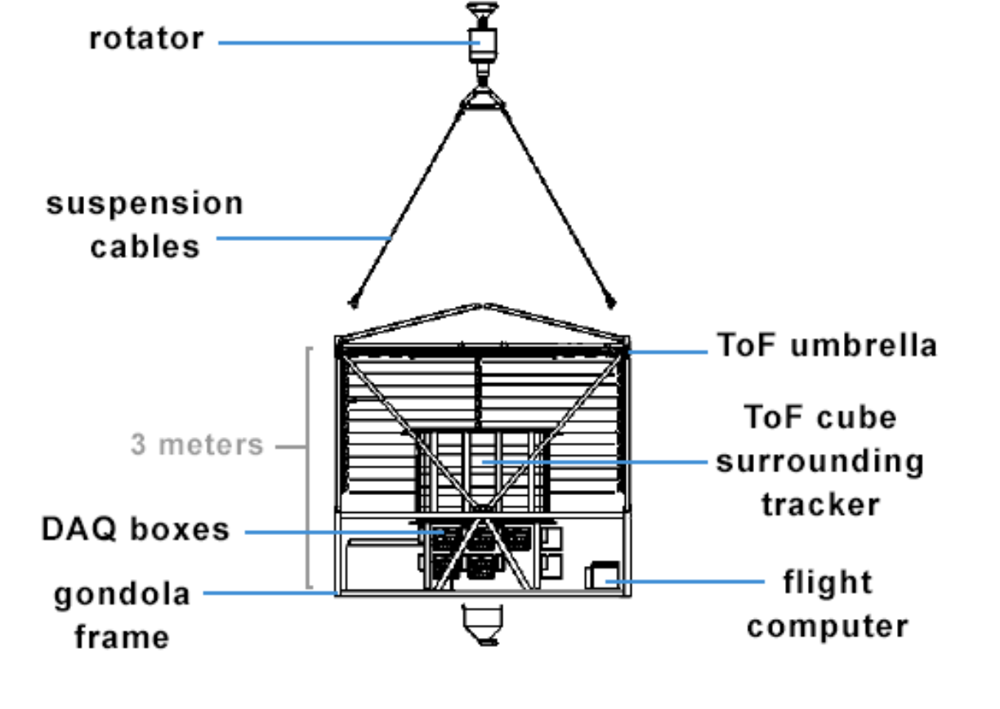 rotator
suspension
cables
ToF umbrella
ToF cube
surrounding
tracker
3 meters
DAQ boxes
gondola
frame
flight
computer